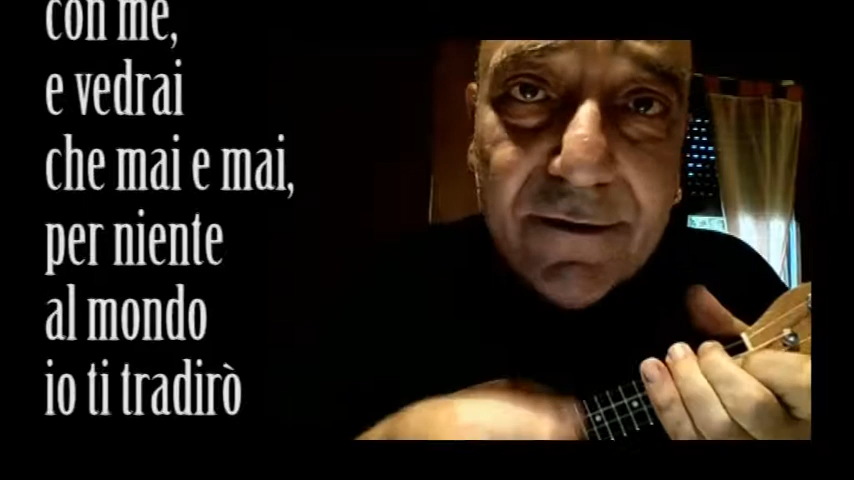 con me,
e vedrai
che mai e mai,
per niente
al mondo
io ti tradirò